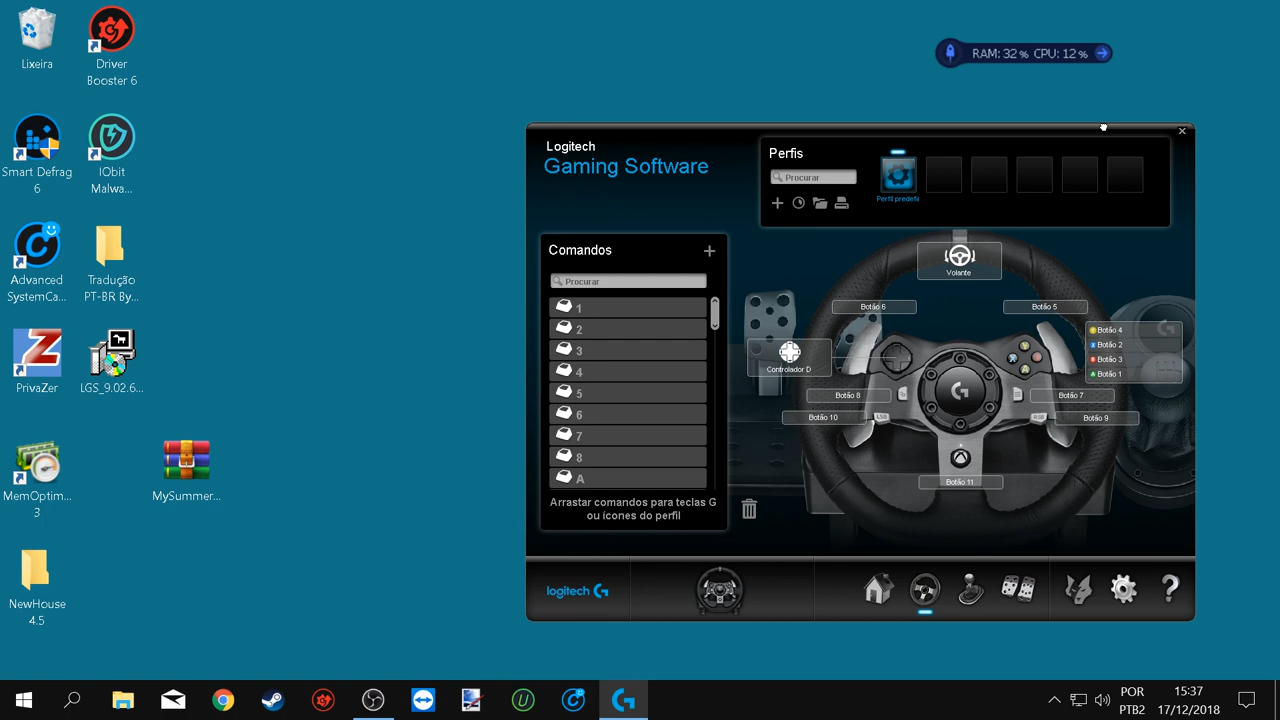 Lixeira
Driver
Booster 6
Smart Defrag
6
IObit
Malwa...
Advanced
SystemCa...
Tradução
PT-BR By...
PrivaZer
LGS_9.02.6...
MemOptim...
3
MySummer...
NewHouse
4.5
RAM: 32 % CPU: 12 %
Logitech
Gaming Software
Perfis
Procurar
Perfil predefi
Comandos
Procurar
1
2
3
4
5
6
7
8
A
Arrastar comandos para teclas G
ou ícones do perfil
Volante
Botão 6
Botão 5
Y Botão 4
X Botão 2
B Botão 3
A Botão 1
Controlador D
Y
X
B
A
Botão 8
Botão 7
LSB
RSB
Botão 10
Botão 9
Botão 11
logitech G
POR
PTB2
15:37
17/12/2018